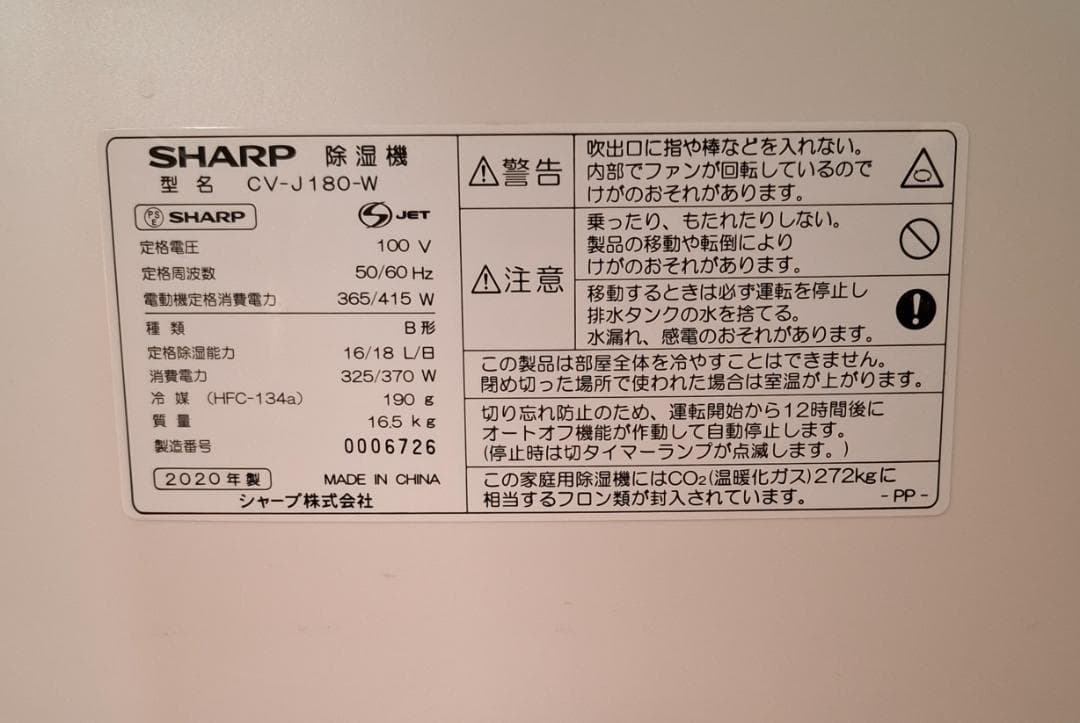 SHARP 除湿機
型名 CV-J180-W
PSE SHARP
S JET
定格電圧 100 V
定格周波数 50/60 Hz
電動機定格消費電力 365/415 W
種類 B形
定格除湿能力 16/18 L/日
消費電力 325/370 W
冷媒 (HFC-134a) 190 g
質量 16.5 kg
製造番号 0006726
2020年製 MADE IN CHINA
シャープ株式会社
警告
吹出口に指や棒などを入れない。
内部でファンが回転しているので
けがのおそれがあります。
注意
乗ったり、もたれたりしない。
製品の移動や転倒により
けがのおそれがあります。
移動するときは必ず運転を停止し
排水タンクの水を捨てる。
水漏れ、感電のおそれがあります。
この製品は部屋全体を冷やすことはできません。
閉め切った場所で使われた場合は室温が上がります。
切り忘れ防止のため、運転開始から12時間後に
オートオフ機能が作動して自動停止します。
(停止時は切タイマーランプが点滅します。)
この家庭用除湿機にはCO₂(温暖化ガス)272kgに
相当するフロン類が封入されています。 -PP-